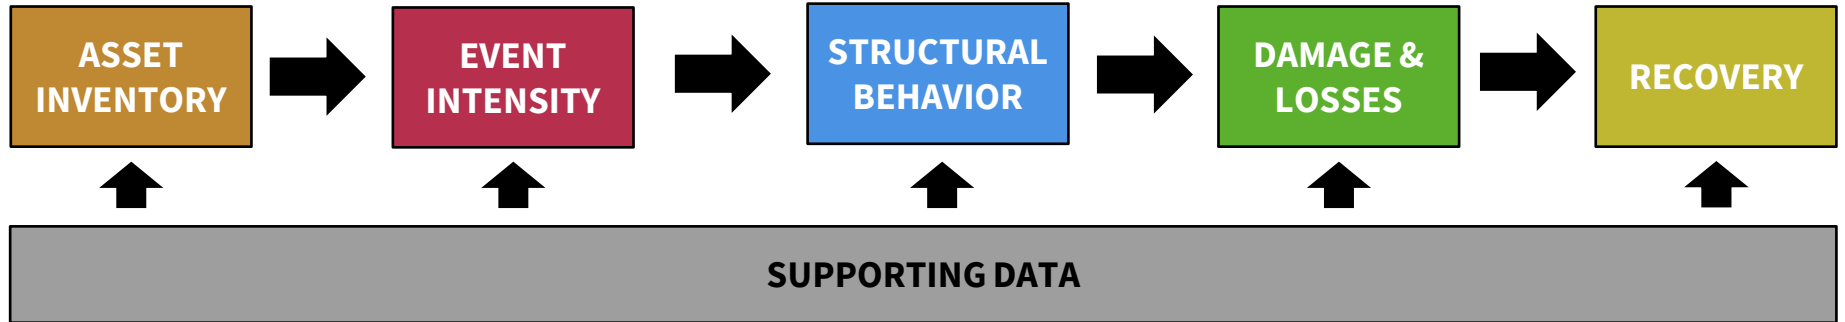 ASSET
INVENTORY
EVENT
INTENSITY
STRUCTURAL
BEHAVIOR
DAMAGE &
LOSSES
RECOVERY
SUPPORTING DATA